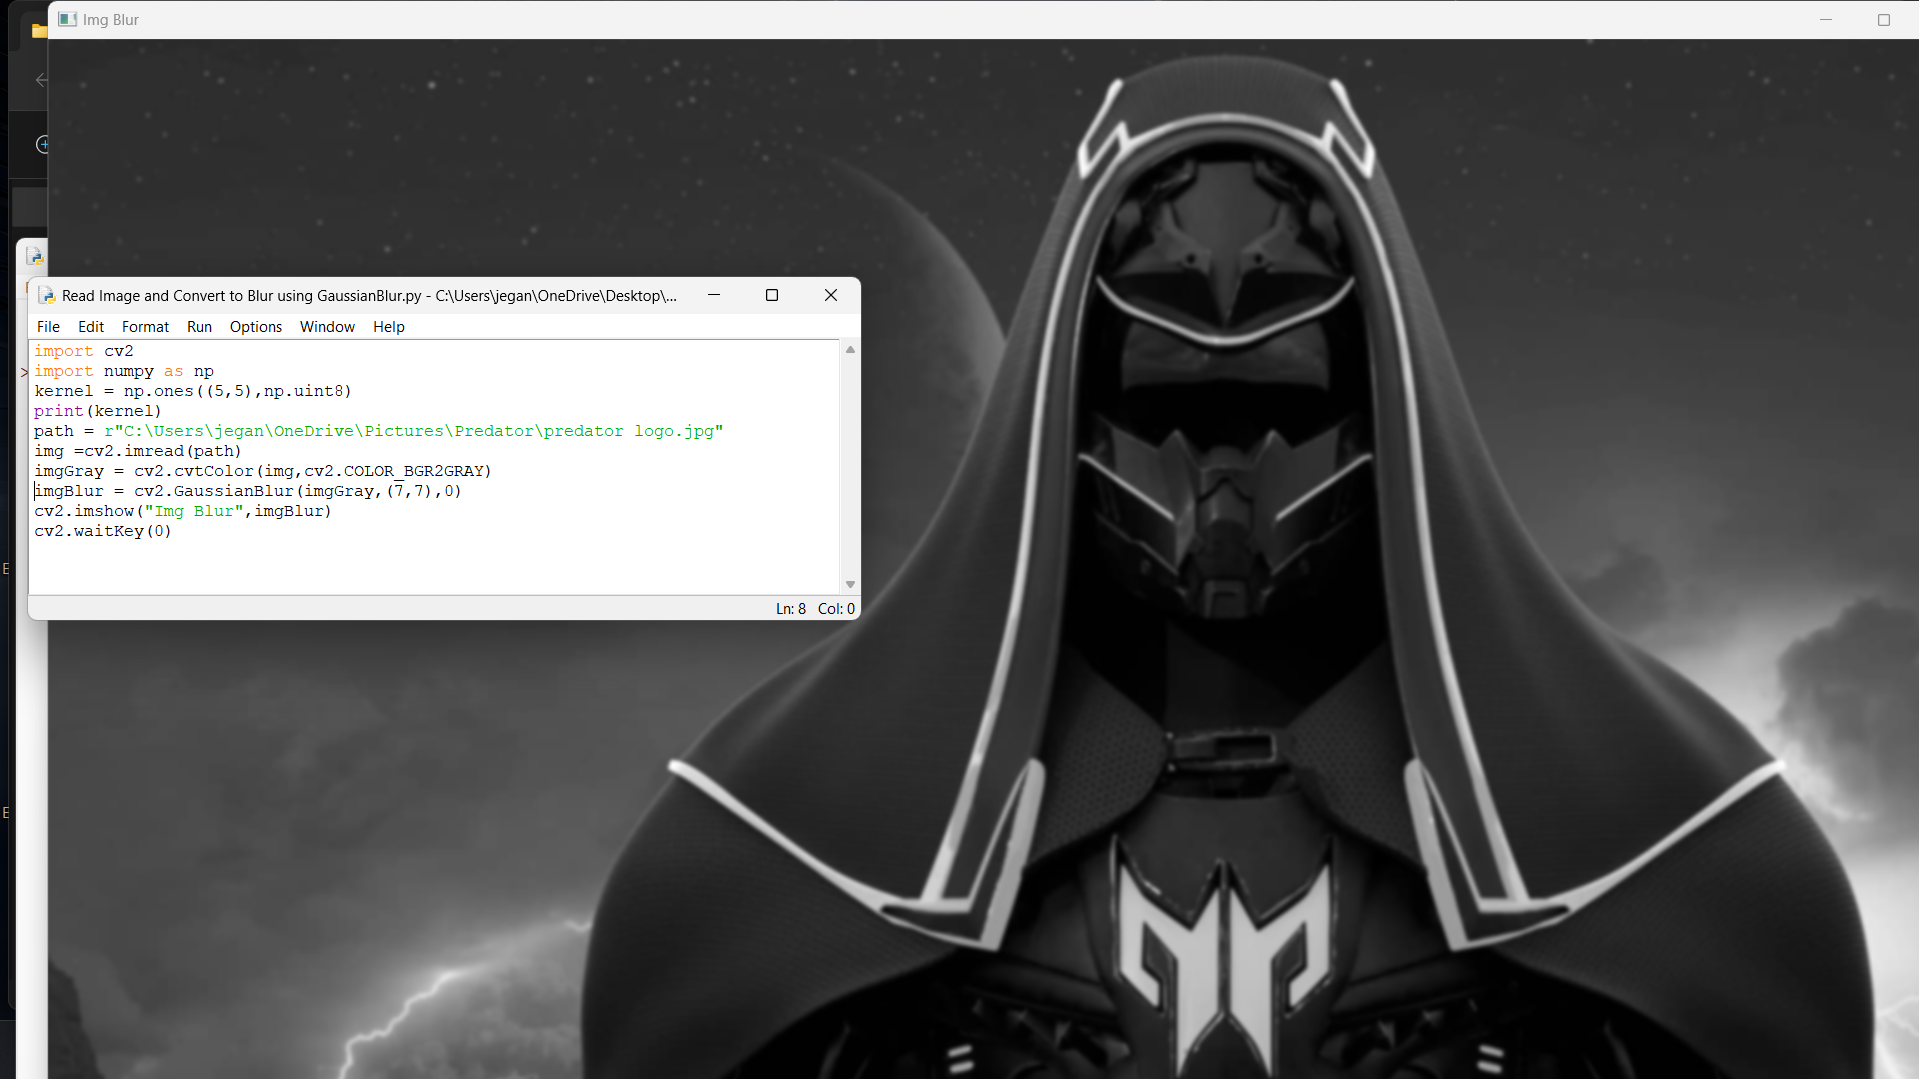 Img Blur
Read Image and Convert to Blur using GaussianBlur.py - C:\Users\jegan\OneDrive\Desktop\...
File Edit Format Run Options Window Help
import cv2
import numpy as np
kernel = np.ones((5,5),np.uint8)
print(kernel)
path = r"C:\Users\jegan\OneDrive\Pictures\Predator\predator logo.jpg"
img =cv2.imread(path)
imgGray = cv2.cvtColor(img,cv2.COLOR_BGR2GRAY)
imgBlur = cv2.GaussianBlur(imgGray,(7,7),0)
cv2.imshow("Img Blur",imgBlur)
cv2.waitKey(0)
Ln: 8 Col: 0